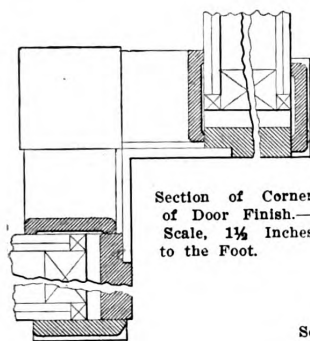 Section of Corner
of Door Finish.—
Scale, 1½ Inches
to the Foot.